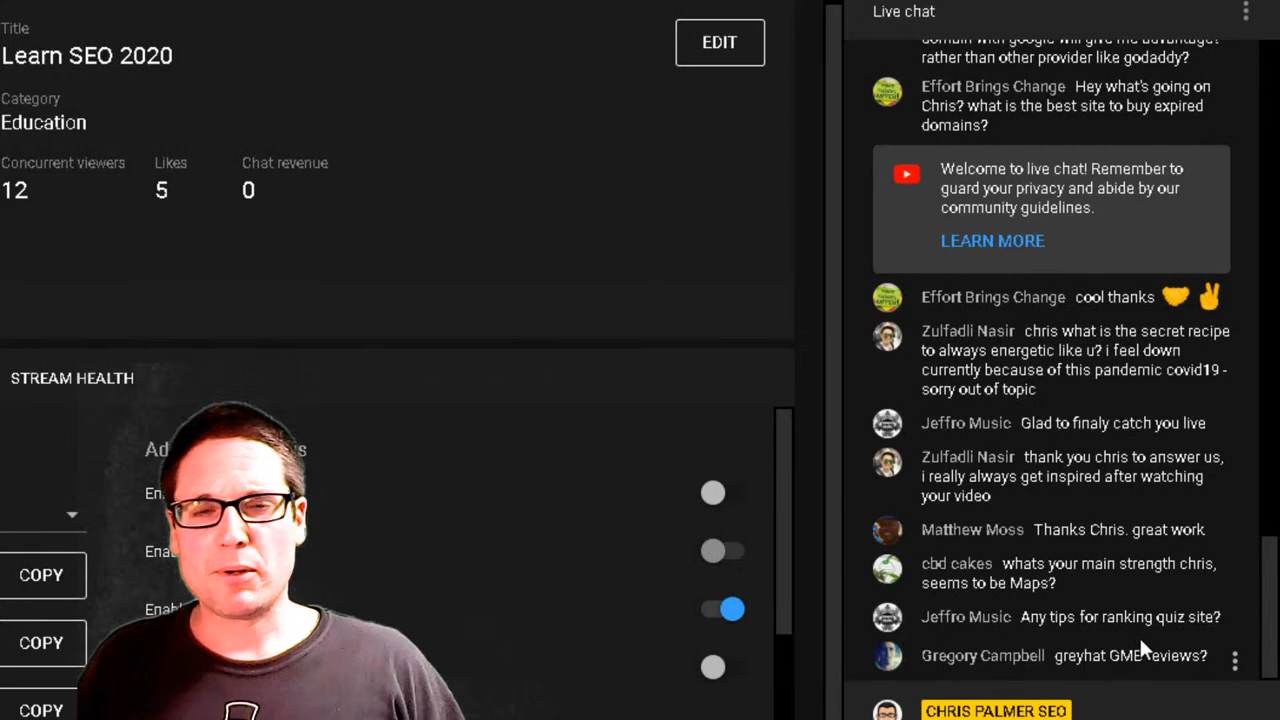 Title
Learn SEO 2020
EDIT
Category
Education
Concurrent viewers Likes Chat revenue
12 5 0
STREAM HEALTH
COPY
COPY
COPY
Live chat
domain with google will give me advantage?
rather than other provider like godaddy?
Effort Brings Change Hey what's going on
Chris? what is the best site to buy expired
domains?
Welcome to live chat! Remember to
guard your privacy and abide by our
community guidelines.
LEARN MORE
Effort Brings Change cool thanks
Zulfadli Nasir chris what is the secret recipe
to always energetic like u? i feel down
currently because of this pandemic covid19 -
sorry out of topic
Jeffro Music Glad to finaly catch you live
Zulfadli Nasir thank you chris to answer us,
i really always get inspired after watching
your video
Matthew Moss Thanks Chris. great work
cbd cakes whats your main strength chris,
seems to be Maps?
Jeffro Music Any tips for ranking quiz site?
Gregory Campbell greyhat GMB reviews?
CHRIS PALMER SEO